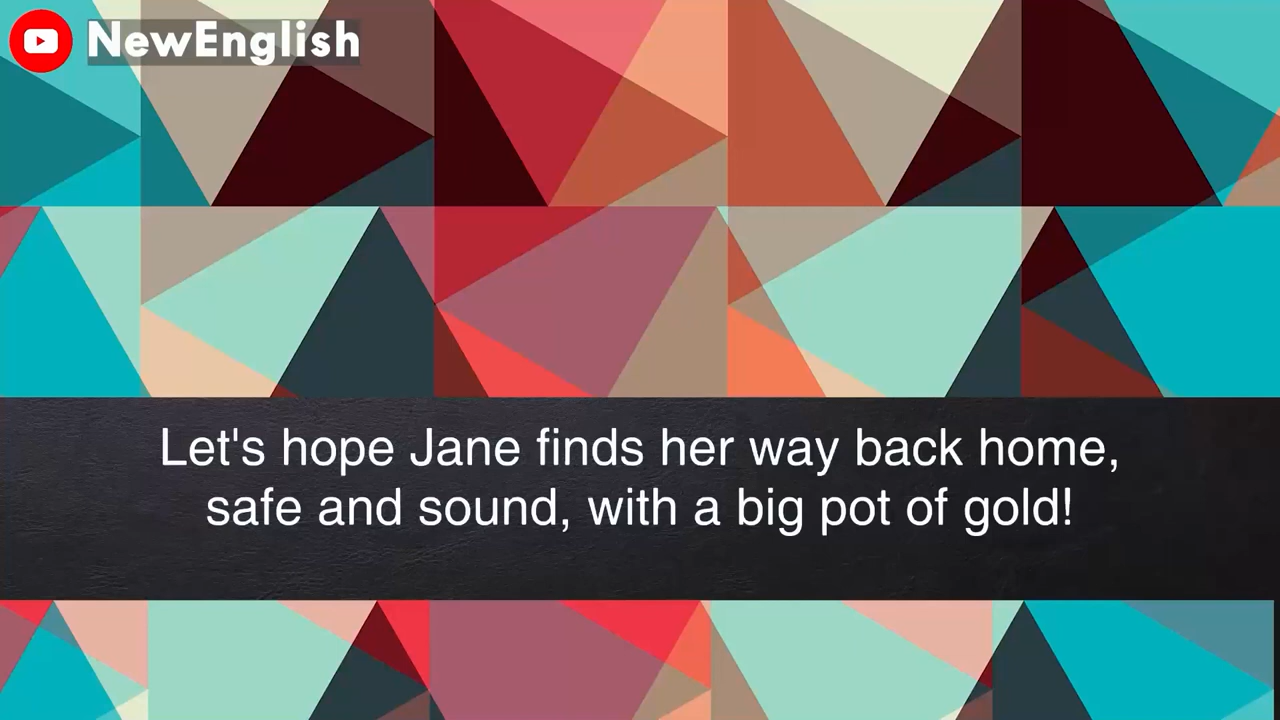 NewEnglish
Let's hope Jane finds her way back home,
safe and sound, with a big pot of gold!